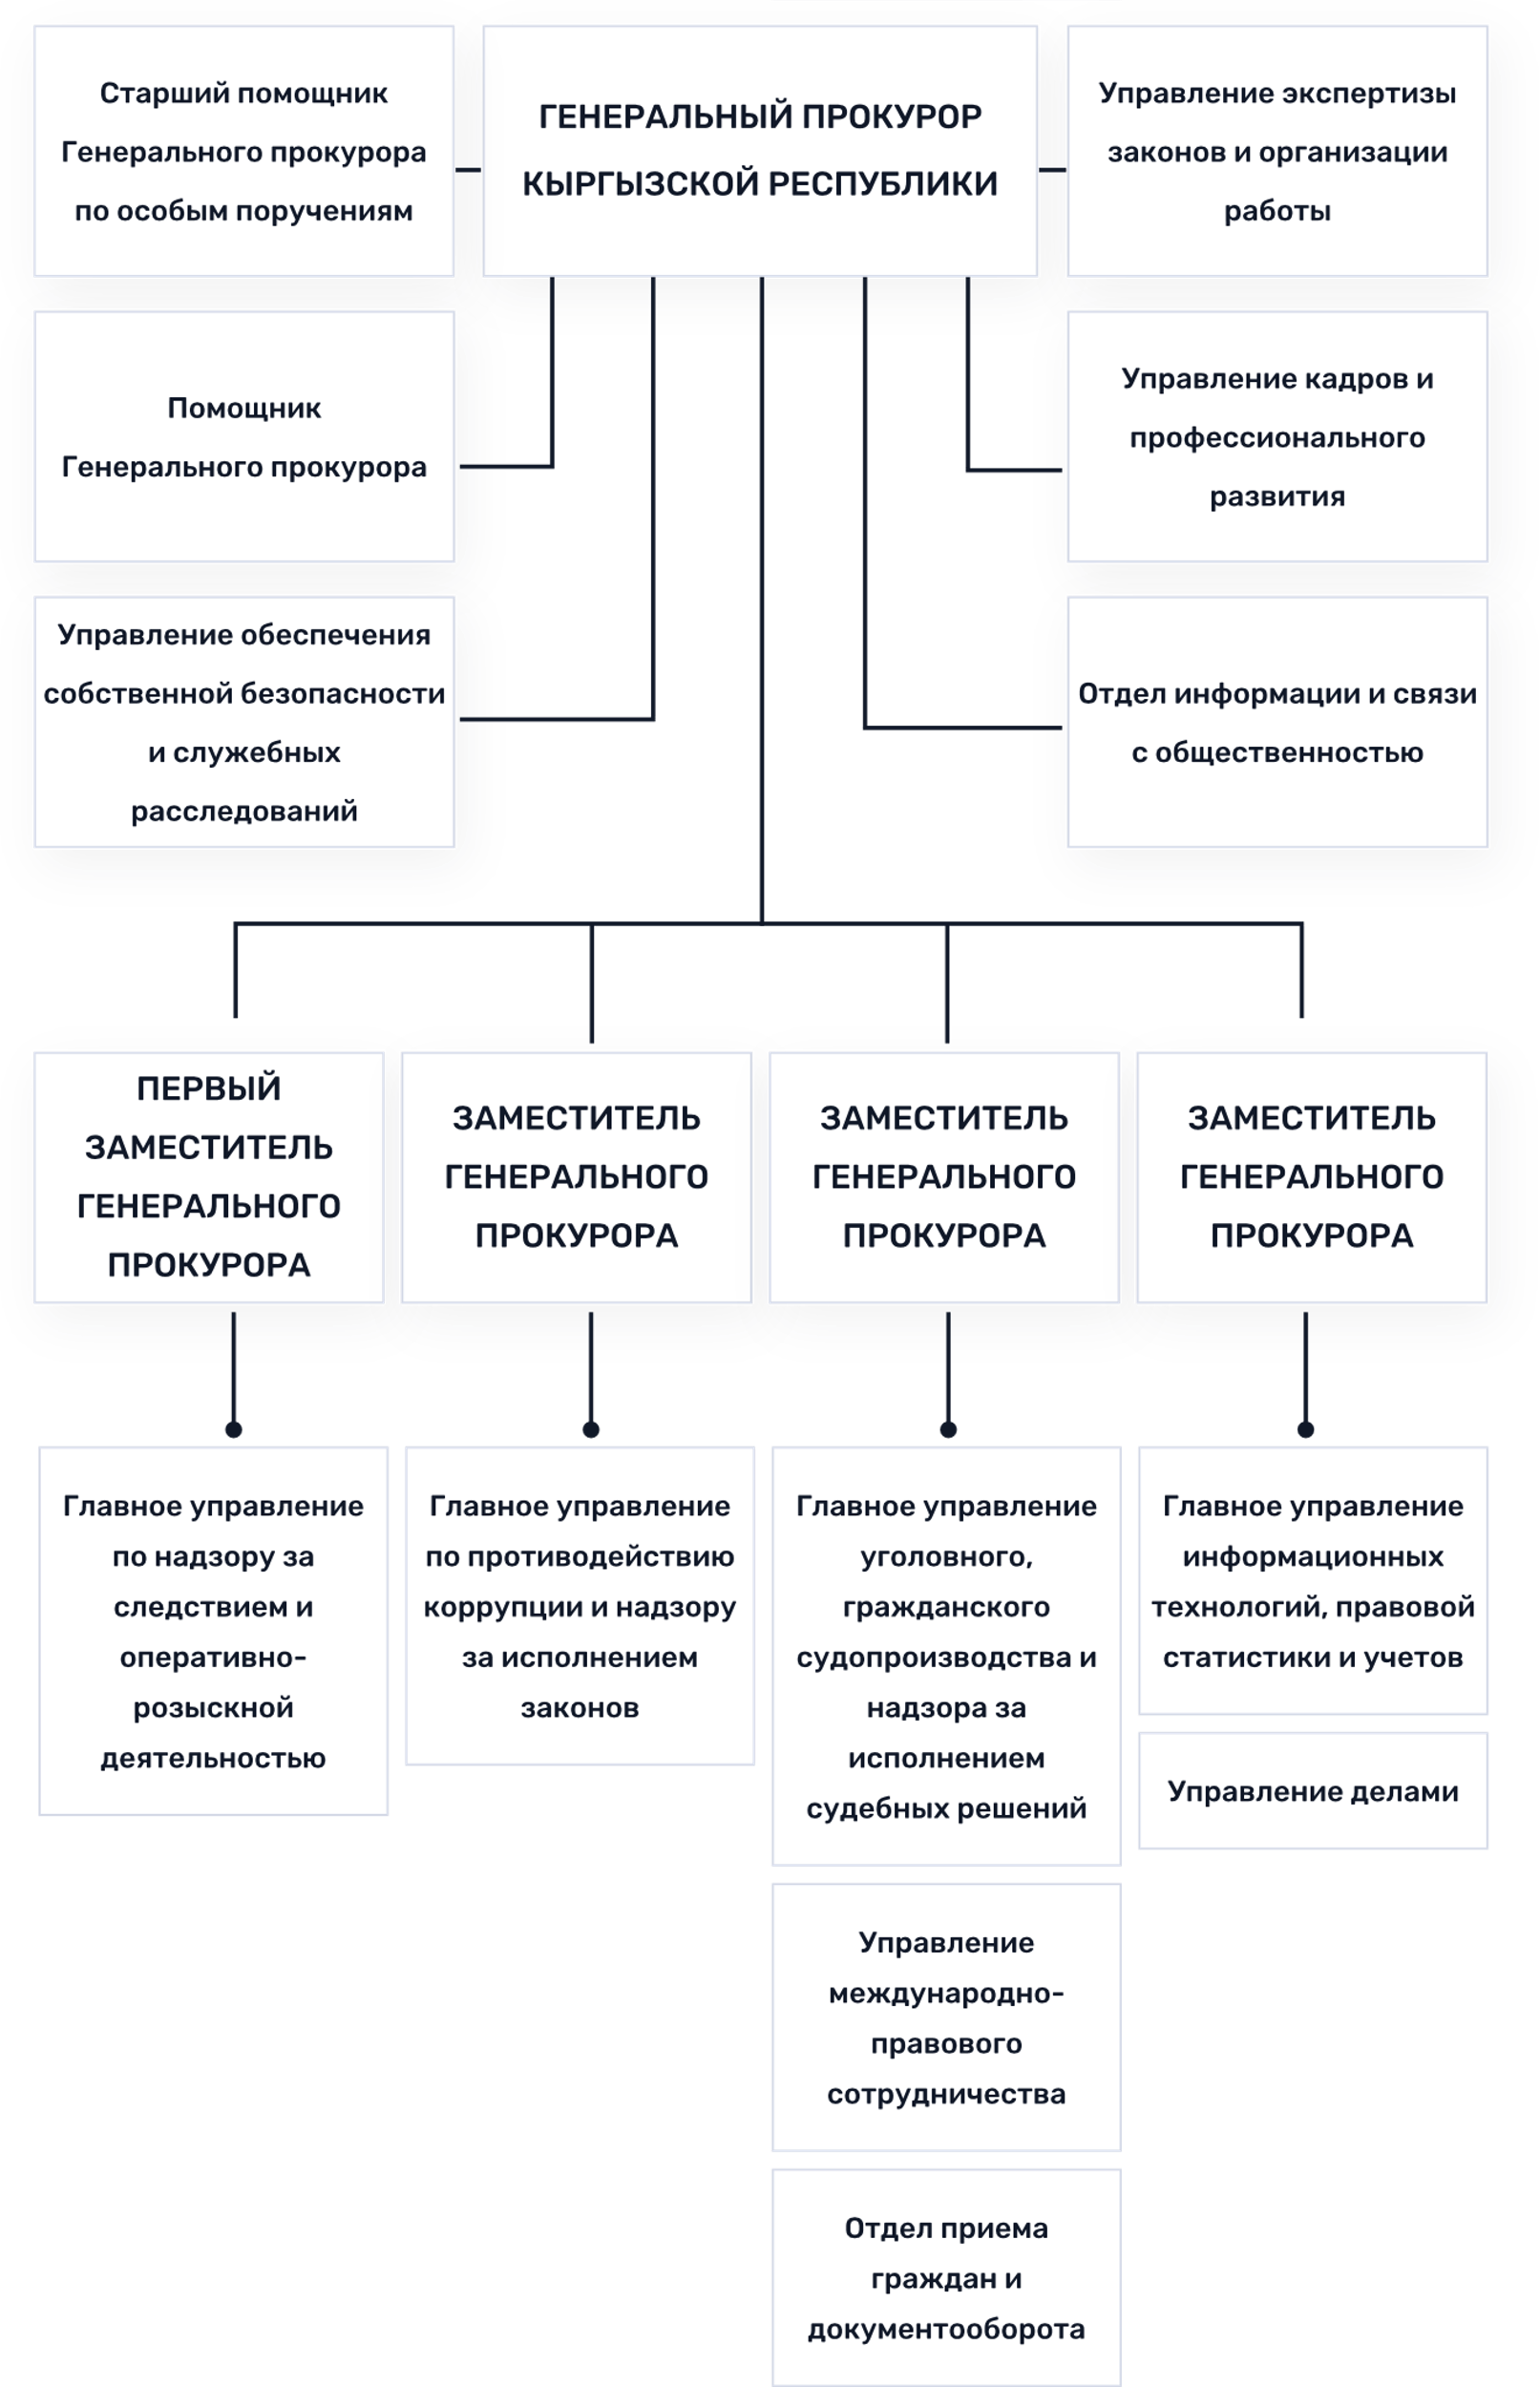 Старший помощник
Генерального прокурора
по особым поручениям
ГЕНЕРАЛЬНЫЙ ПРОКУРОР
КЫРГЫЗСКОЙ РЕСПУБЛИКИ
Управление экспертизы
законов и организации
работы
Помощник
Генерального прокурора
Управление кадров и
профессионального
развития
Управление обеспечения
собственной безопасности
и служебных
расследований
Отдел информации и связи
с общественностью
ПЕРВЫЙ
ЗАМЕСТИТЕЛЬ
ГЕНЕРАЛЬНОГО
ПРОКУРОРА
ЗАМЕСТИТЕЛЬ
ГЕНЕРАЛЬНОГО
ПРОКУРОРА
ЗАМЕСТИТЕЛЬ
ГЕНЕРАЛЬНОГО
ПРОКУРОРА
ЗАМЕСТИТЕЛЬ
ГЕНЕРАЛЬНОГО
ПРОКУРОРА
Главное управление
по надзору за
следствием и
оперативно-
розыскной
деятельностью
Главное управление
по противодействию
коррупции и надзору
за исполнением
законов
Главное управление
уголовного,
гражданского
судопроизводства и
надзора за
исполнением
судебных решений
Главное управление
информационных
технологий, правовой
статистики и учетов
Управление делами
Управление
международно-
правового
сотрудничества
Отдел приема
граждан и
документооборота